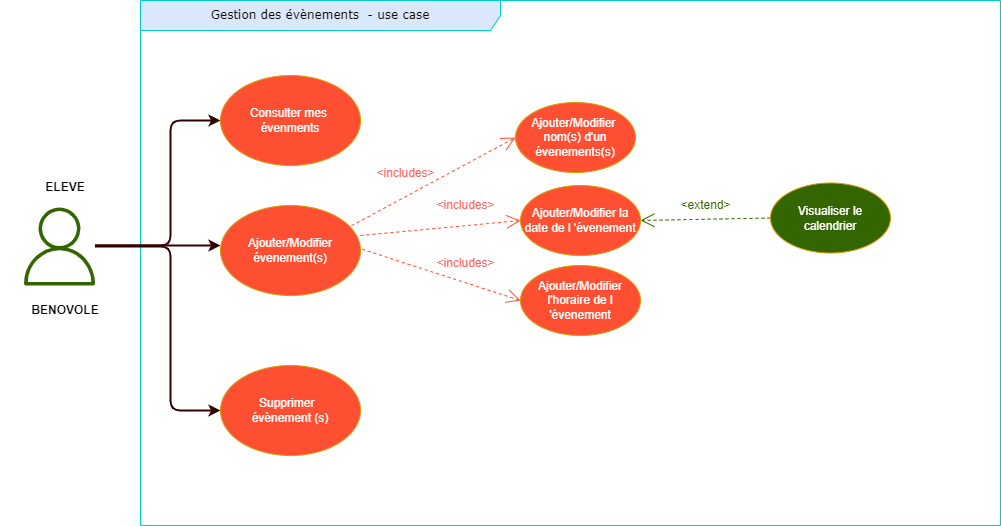 Gestion des évènements - use case
ELEVE
BENOVOLE
Consulter mes
évenments
Ajouter/Modifier
évenement(s)
Supprimer
évènement (s)
<includes>
<includes>
<includes>
Ajouter/Modifier
nom(s) d'un
évenements(s)
Ajouter/Modifier la
date de l 'évenement
Ajouter/Modifier
l'horaire de l
'évenement
<extend>
Visualiser le
calendrier